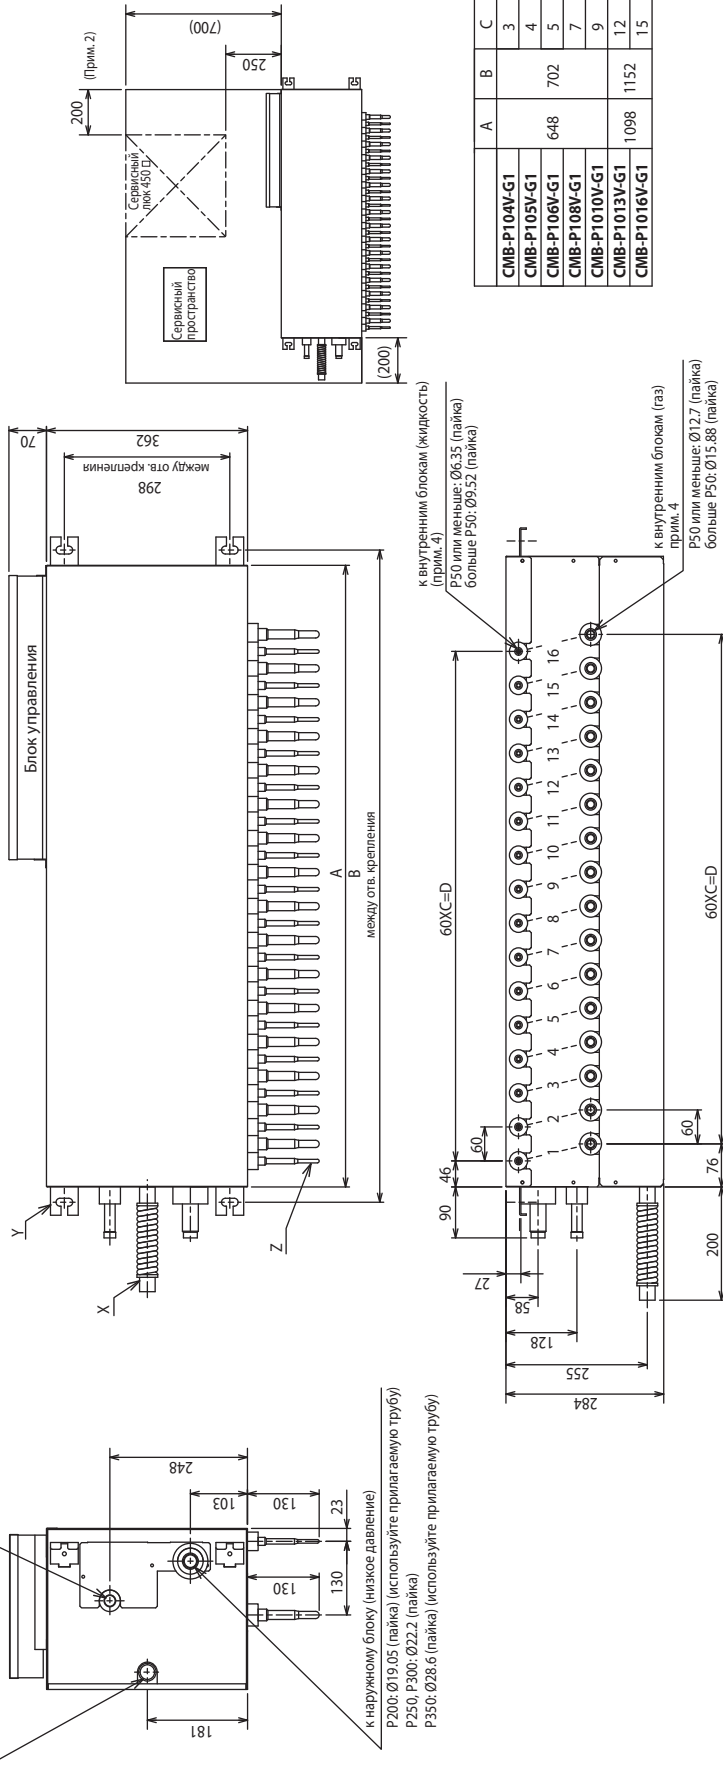 70
362
298
между отв. крепления
Блок управления
A
B
между отв. крепления
X
Y
Z
(700)
250
200
(Прим. 2)
Сервисный
люк 450
Сервисный
пространство
(200)
A B C
CMB-P104V-G1 3
CMB-P105V-G1 4
CMB-P106V-G1 648 702 5
CMB-P108V-G1 7
CMB-P1010V-G1 9
CMB-P1013V-G1 1098 1152 12
CMB-P1016V-G1 15
248
103
130
130
23
130
181
к наружному блоку (низкое давление)
P200: Ø19.05 (пайка) (используйте прилагаемую трубу)
P250, P300: Ø22.2 (пайка)
P350: Ø28.6 (пайка) (используйте прилагаемую трубу)
к внутренним блокам (жидкость)
(прим. 4)
P50 или меньше: Ø6.35 (пайка)
больше P50: Ø9.52 (пайка)
60XC=D
60
46
90
27
58
128
255
284
1 2 3 4 5 6 7 8 9 10 11 12 13 14 15 16
60
76
200
60XC=D
к внутренним блокам (газ)
прим. 4
P50 или меньше: Ø12.7 (пайка)
больше P50: Ø15.88 (пайка)